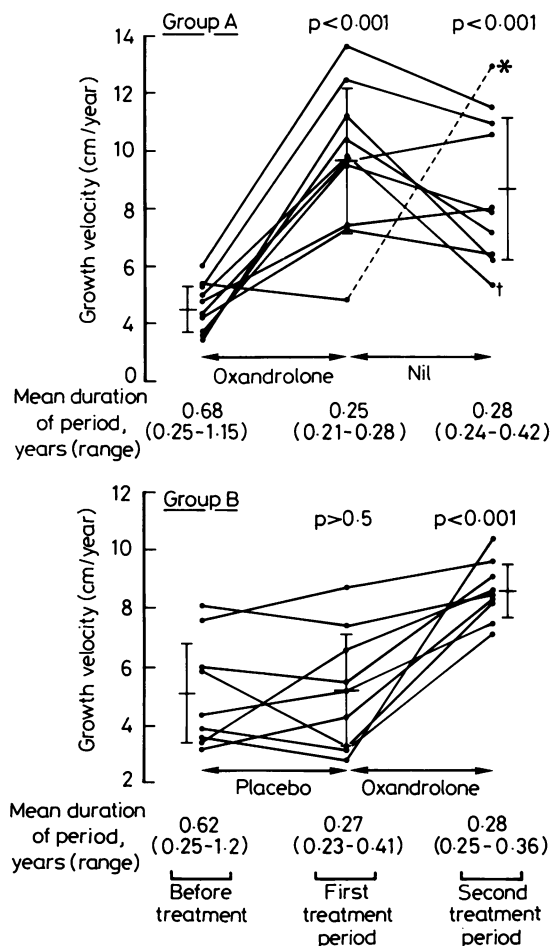 Group A
p<0.001 p<0.001
14
12
10
8
6
4
0
Growth velocity (cm/year)
*
†
Oxandrolone Nil
Mean duration
of period,
years (range)
0.68 0.25 0.28
(0.25-1.15) (0.21-0.28) (0.24-0.42)
Group B
p>0.5 p<0.001
12
10
8
6
4
2
Growth velocity (cm/year)
Placebo Oxandrolone
Mean duration
of period,
years (range)
0.62 0.27 0.28
(0.25-1.2) (0.23-0.41) (0.25-0.36)
Before First Second
treatment treatment treatment
period period